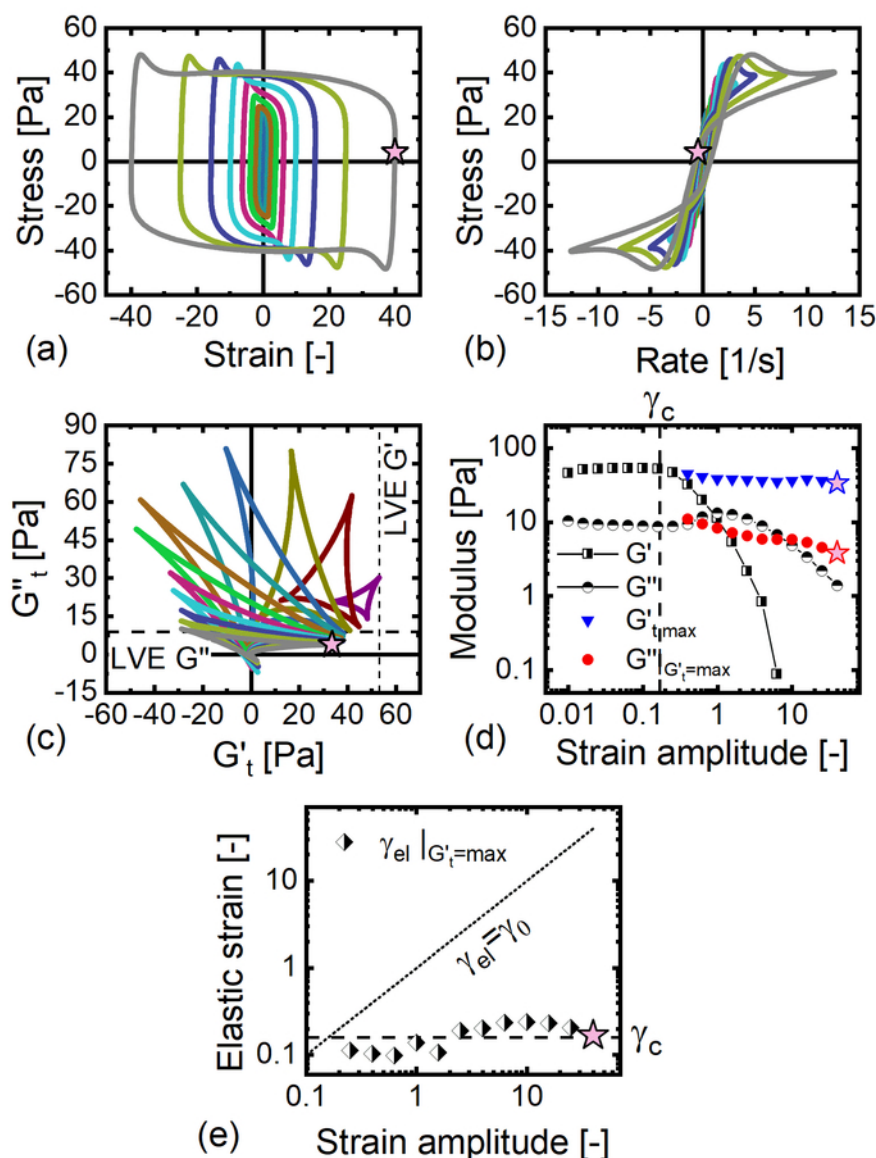 Stress [Pa]
60
40
20
0
-20
-40
-60
-40 -20 0 20 40
Strain [-]
(a)
Stress [Pa]
60
40
20
0
-20
-40
-60
-15 -10 -5 0 5 10 15
Rate [1/s]
(b)
G"t [Pa]
90
75
60
45
30
15
0
-15
LVE G'
LVE G"
-60 -40 -20 0 20 40 60
G't [Pa]
(c)
γc
Modulus [Pa]
100
10
1
0.1
G'
G"
G't max
G"t|G't=max
0.01 0.1 1 10
Strain amplitude [-]
(d)
Elastic strain [-]
10
1
0.1
γel |G't=max
γel=γ0
γc
0.1 1 10
Strain amplitude [-]
(e)